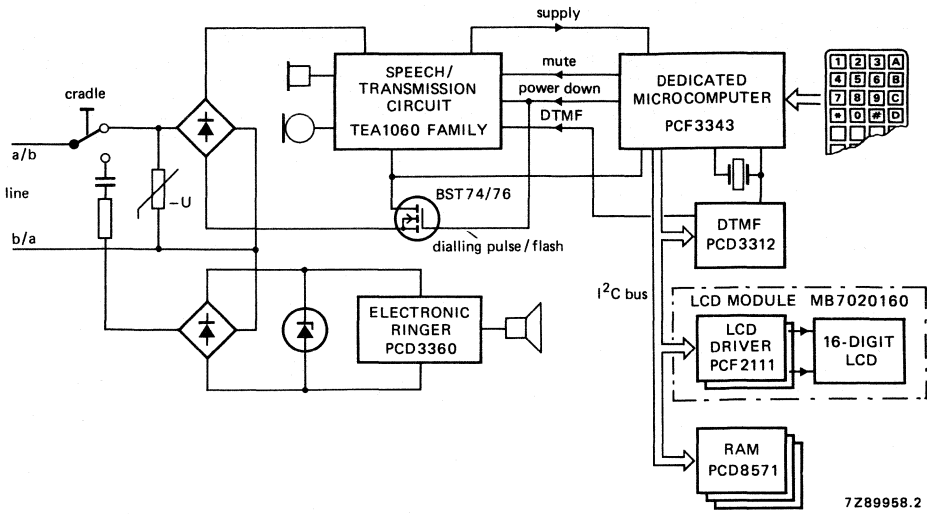 supply
mute
power down
DTMF
SPEECH/
TRANSMISSION
CIRCUIT
TEA1060 FAMILY
DEDICATED
MICROCOMPUTER
PCF3343
1 2 3 A
4 5 6 B
7 8 9 C
* 0 # D
cradle
a/b
line
b/a
–U
BST74/76
dialling pulse/flash
DTMF
PCD3312
I²C bus
LCD MODULE MB7020160
LCD
DRIVER
PCF2111
16-DIGIT
LCD
ELECTRONIC
RINGER
PCD3360
RAM
PCD8571
7Z89958.2